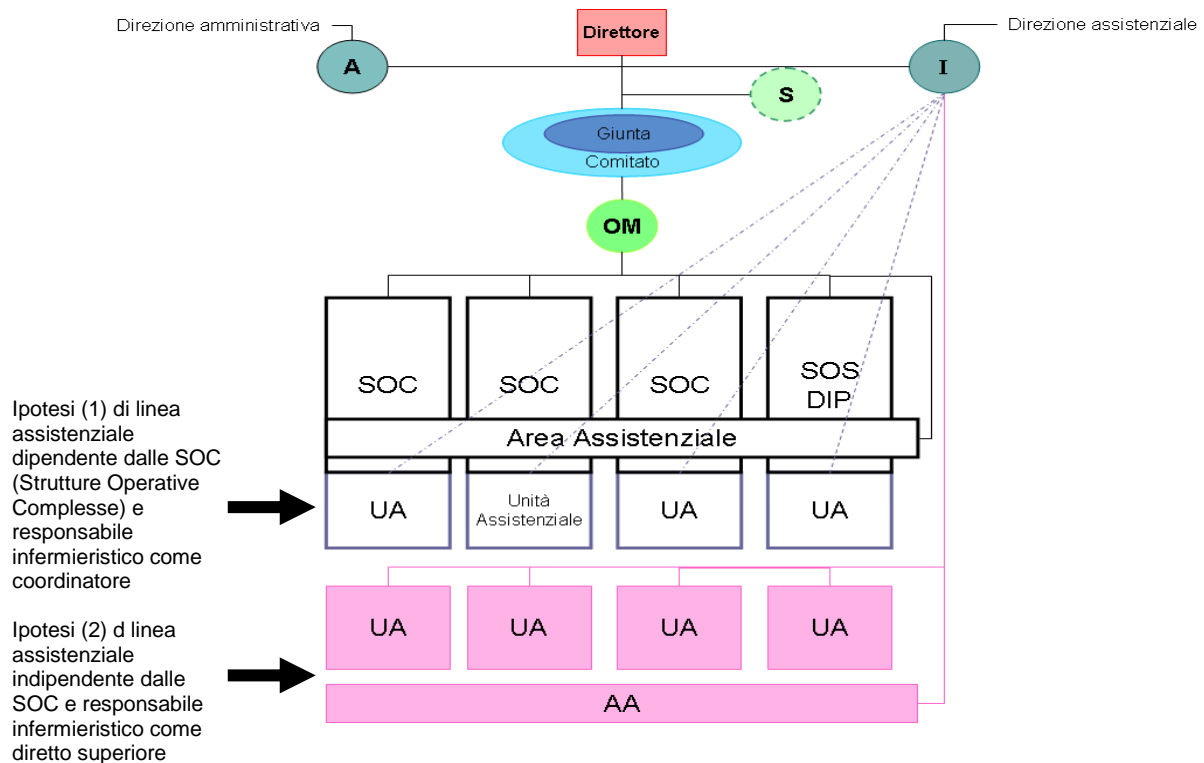 Direzione amministrativa
Direttore
Direzione assistenziale
A
I
S
Giunta
Comitato
OM
SOC
SOC
SOC
SOS
DIP
Area Assistenziale
Ipotesi (1) di linea
assistenziale
dipendente dalle SOC
(Strutture Operative
Complesse) e
responsabile
infermieristico come
coordinatore
UA
Unità
Assistenziale
UA
UA
Ipotesi (2) d linea
assistenziale
indipendente dalle
SOC e responsabile
infermieristico come
diretto superiore
UA
UA
UA
UA
AA